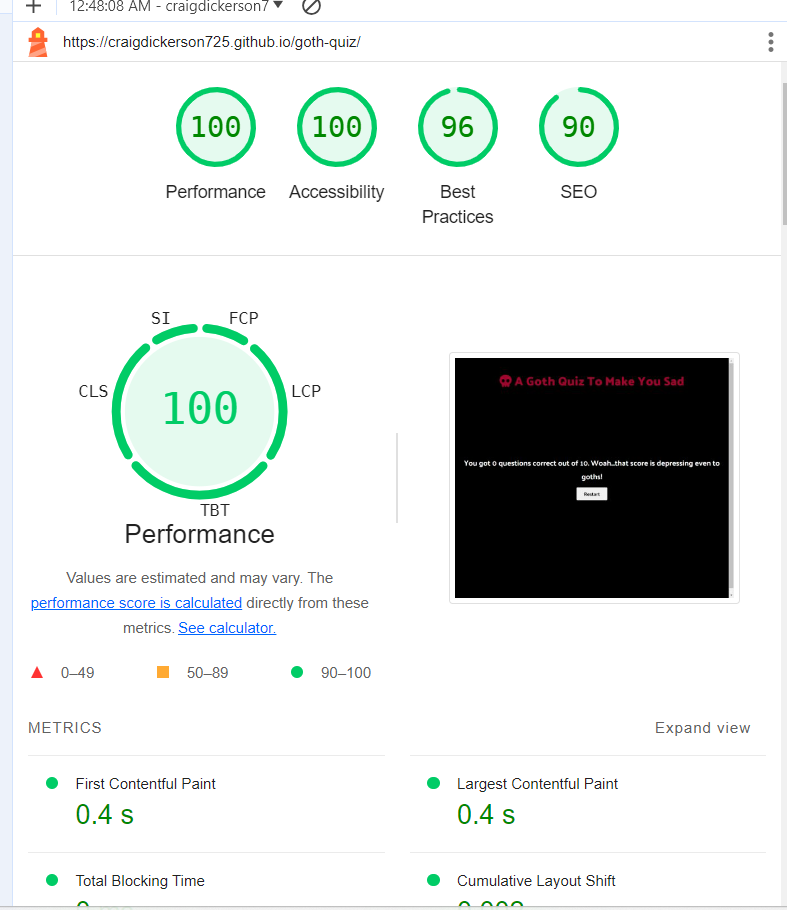 12:48:08 AM - craigdickerson7
https://craigdickerson725.github.io/goth-quiz/
100
100
96
90
Performance
Accessibility
Best
Practices
SEO
SI
FCP
CLS
100
LCP
TBT
Performance
Values are estimated and may vary. The
performance score is calculated directly from these
metrics. See calculator.
A Goth Quiz To Make You Sad
You got 0 questions correct out of 10. Woah...that score is depressing even to
goths!
Restart
0–49
50–89
90–100
METRICS
Expand view
First Contentful Paint
0.4 s
Largest Contentful Paint
0.4 s
Total Blocking Time
Cumulative Layout Shift